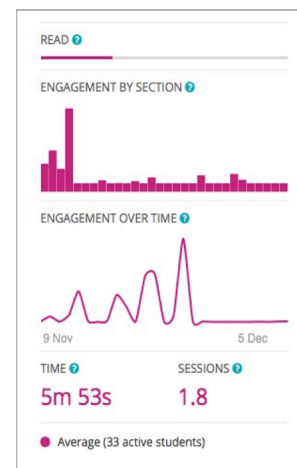 READ ?
ENGAGEMENT BY SECTION ?
ENGAGEMENT OVER TIME ?
9 Nov 5 Dec
TIME ? SESSIONS ?
5m 53s 1.8
Average (33 active students)